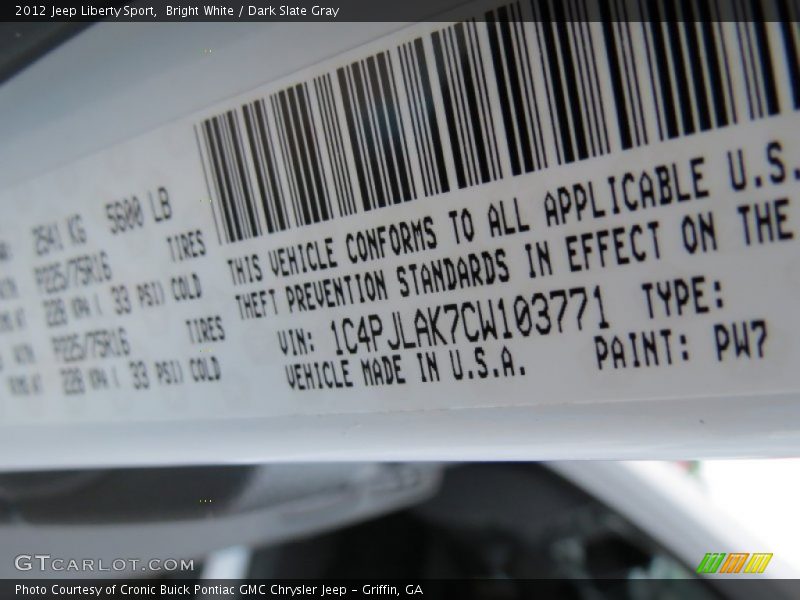 2012 Jeep Liberty Sport, Bright White / Dark Slate Gray
2541 KG 5600 LB
P225/75R16 TIRES
228 KPA ( 33 PSI) COLD
P225/75R16 TIRES
228 KPA ( 33 PSI) COLD
THIS VEHICLE CONFORMS TO ALL APPLICABLE U.S.
THEFT PREVENTION STANDARDS IN EFFECT ON THE
VIN: 1C4PJLAK7CW103771 TYPE:
VEHICLE MADE IN U.S.A. PAINT: PW7
GTCARLOT.COM
Photo Courtesy of Cronic Buick Pontiac GMC Chrysler Jeep - Griffin, GA